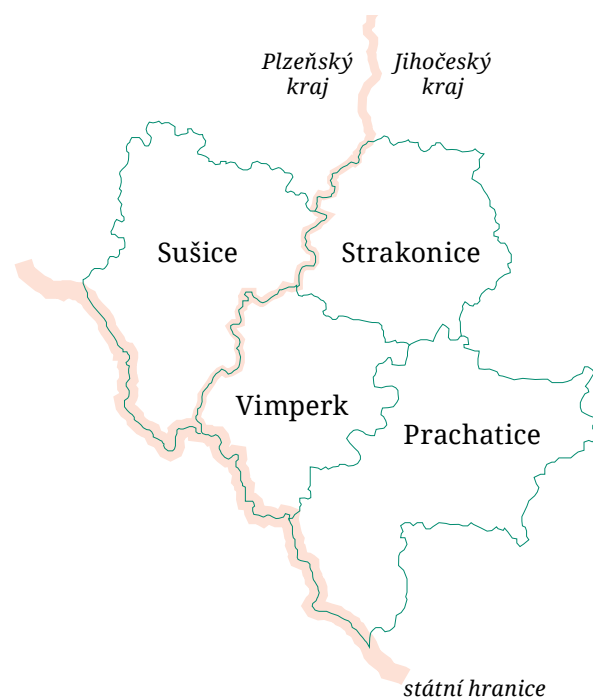 Plzeňský
kraj
Jihočeský
kraj
Sušice
Strakonice
Vimperk
Prachatice
státní hranice